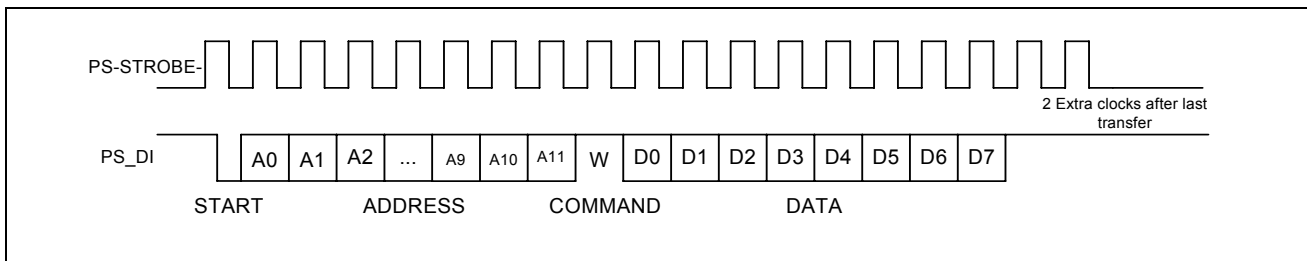 PS-STROBE-
2 Extra clocks after last
transfer
PS_DI A0 A1 A2 ... A9 A10 A11 W D0 D1 D2 D3 D4 D5 D6 D7
START ADDRESS COMMAND DATA